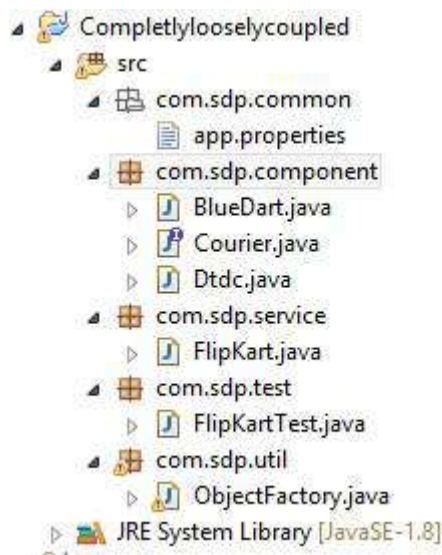 Completlylooselycoupled
src
com.sdp.common
app.properties
com.sdp.component
BlueDart.java
Courier.java
Dtdc.java
com.sdp.service
FlipKart.java
com.sdp.test
FlipKartTest.java
com.sdp.util
ObjectFactory.java
JRE System Library [JavaSE-1.8]